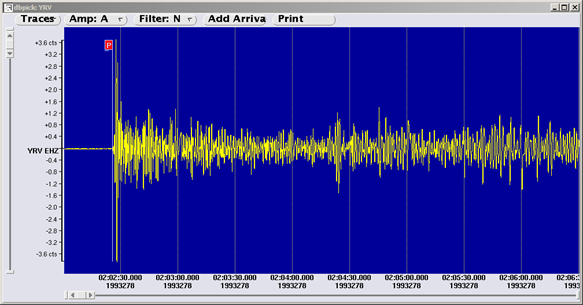 dbpick: YRV
Traces Amp: A Filter: N Add Arriva Print
P
+3.6 cts
+3.2
+2.8
+2.4
+2.0
+1.6
+1.2
+0.8
+0.4
YRV EHZ
-0.4
-0.8
-1.2
-1.6
-2.0
-2.4
-2.8
-3.2
-3.6 cts
02:02:30.000 02:03:00.000 02:03:30.000 02:04:00.000 02:04:30.000 02:05:00.000 02:05:30.000 02:06:00.000 02:06:
1993278 1993278 1993278 1993278 1993278 1993278 1993278 1993278 1993